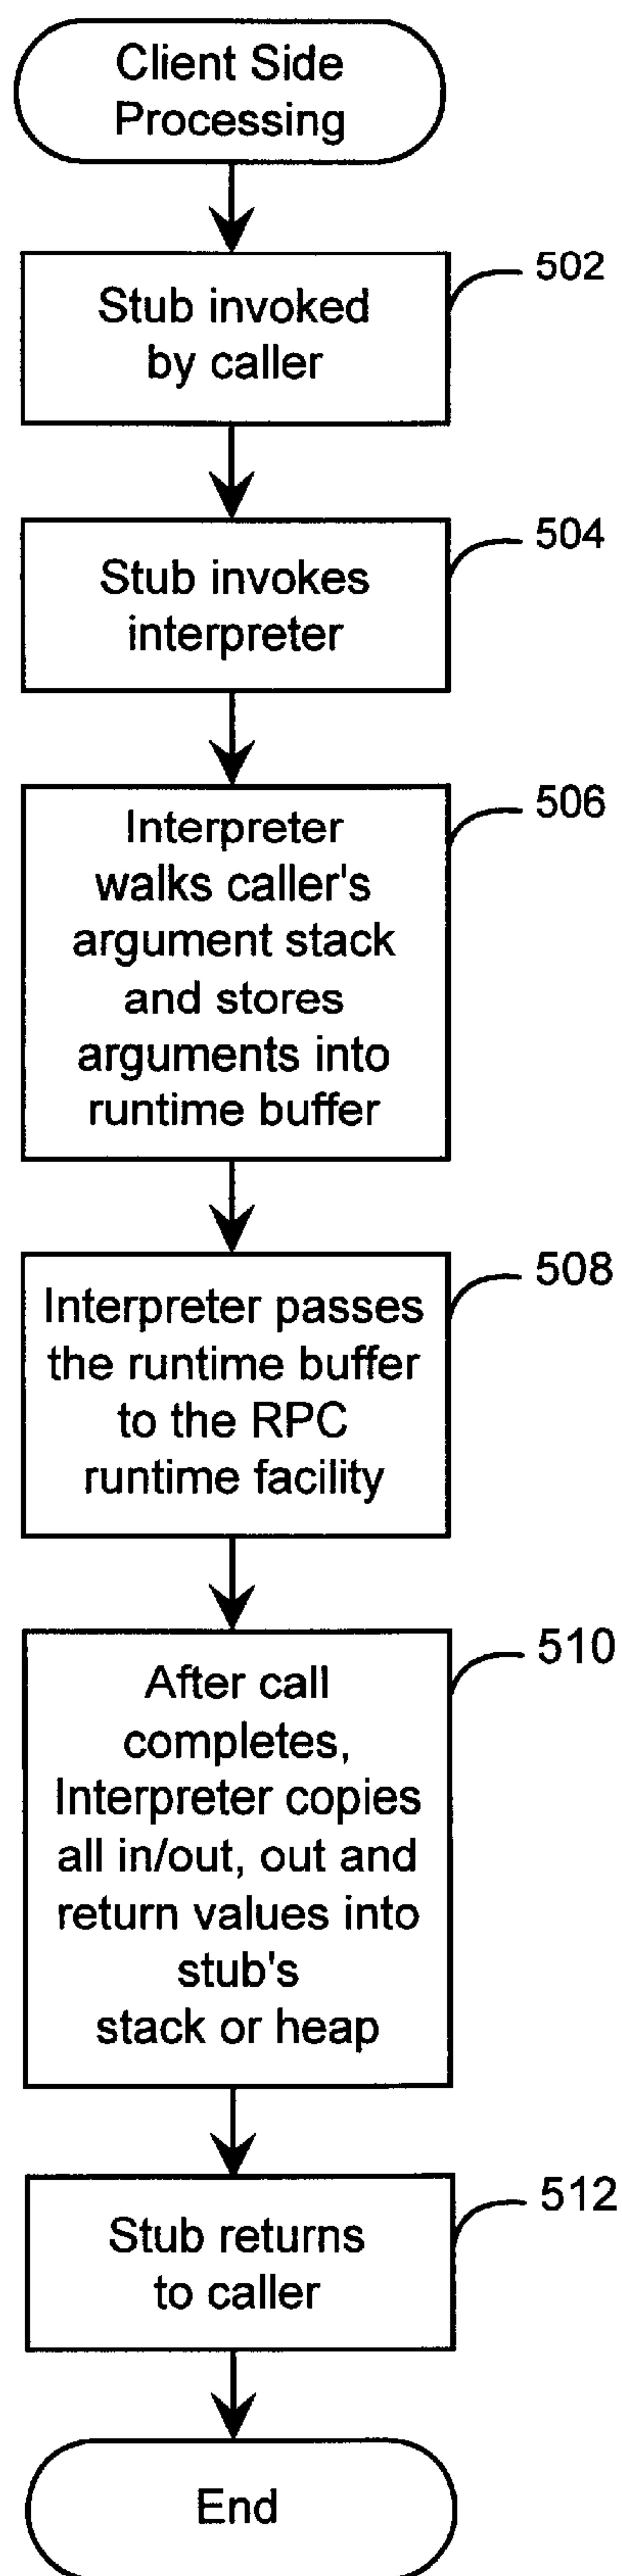 Client Side
Processing
502
Stub invoked
by caller
504
Stub invokes
interpreter
506
Interpreter
walks caller's
argument stack
and stores
arguments into
runtime buffer
508
Interpreter passes
the runtime buffer
to the RPC
runtime facility
510
After call
completes,
Interpreter copies
all in/out, out and
return values into
stub's
stack or heap
512
Stub returns
to caller
End